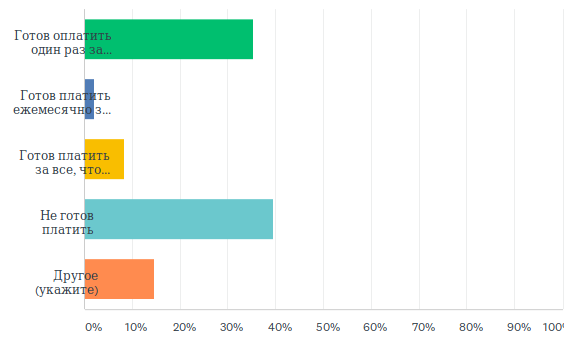 Готов оплатить
один раз за...
Готов платить
ежемесячно з...
Готов платить
за все, что...
Не готов
платить
Другое
(укажите)
0% 10% 20% 30% 40% 50% 60% 70% 80% 90% 100%